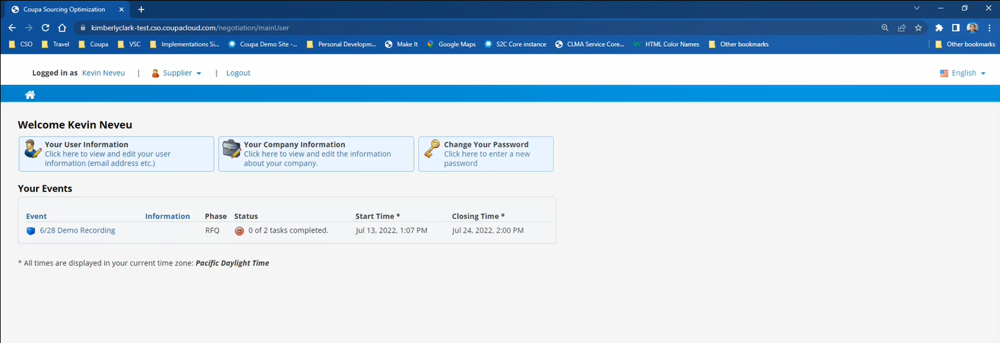 Coupa Sourcing Optimization
kimberlyclark-test.cso.coupacloud.com/negotiation/mainUser
CSO Travel Coupa VSC Implementations Si... Coupa Demo Site -... Personal Developm... Make It Google Maps S2C Core instance CLMA Service Core... HTML Color Names Other bookmarks Other bookmarks
Logged in as Kevin Neveu | Supplier | Logout English
Welcome Kevin Neveu
Your User Information
Click here to view and edit your user
information (email address etc.)
Your Company Information
Click here to view and edit the information
about your company.
Change Your Password
Click here to enter a new
password
Your Events
Event Information Phase Status Start Time * Closing Time *
6/28 Demo Recording RFQ 0 of 2 tasks completed. Jul 13, 2022, 1:07 PM Jul 24, 2022, 2:00 PM
* All times are displayed in your current time zone: Pacific Daylight Time